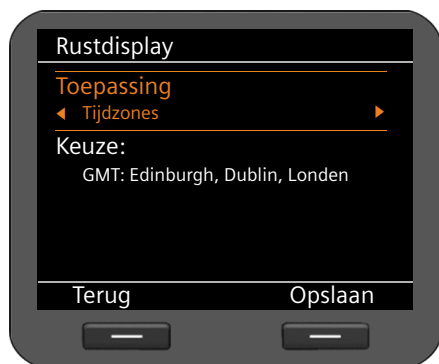 Rustdisplay
Toepassing
Tijdzones
Keuze:
GMT: Edinburgh, Dublin, Londen
Terug Opslaan